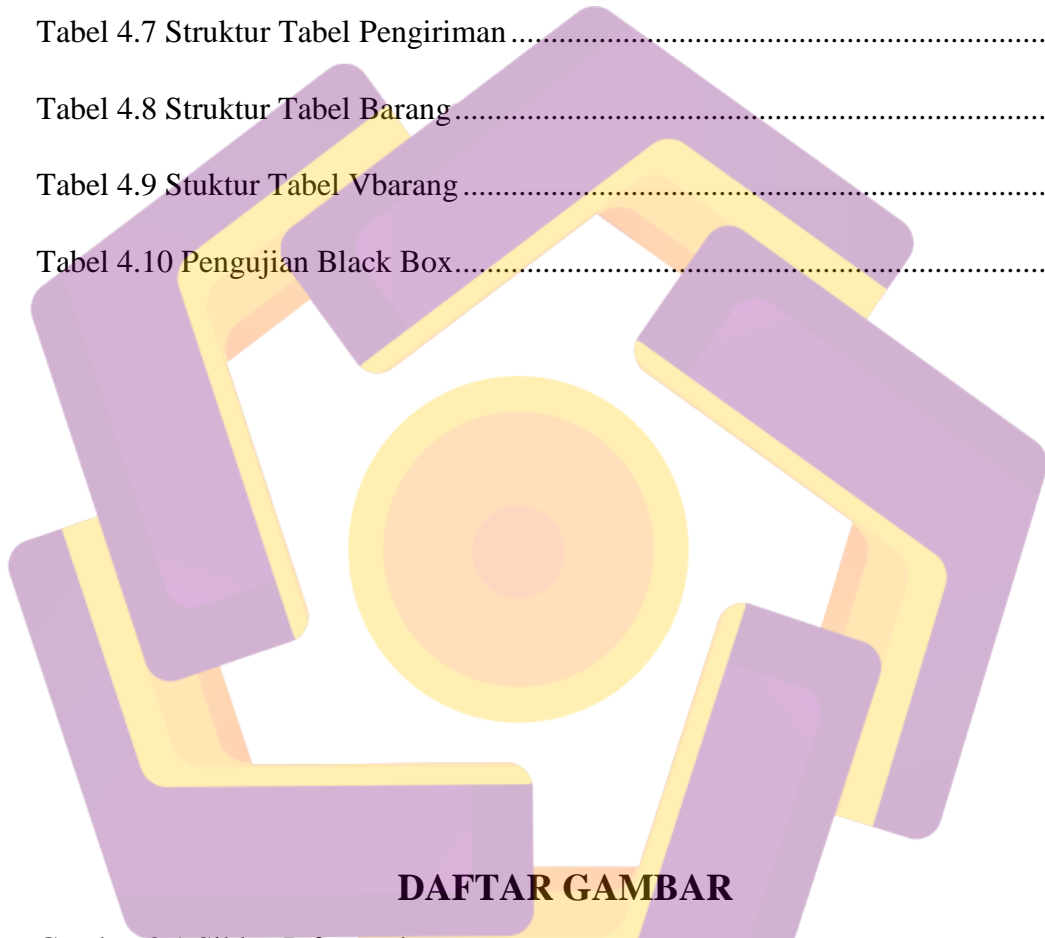 Tabel 4.7 Struktur Tabel Pengiriman ....................................................................
Tabel 4.8 Struktur Tabel Barang...........................................................................
Tabel 4.9 Stuktur Tabel Vbarang ..........................................................................
Tabel 4.10 Pengujian Black Box...........................................................................
DAFTAR GAMBAR